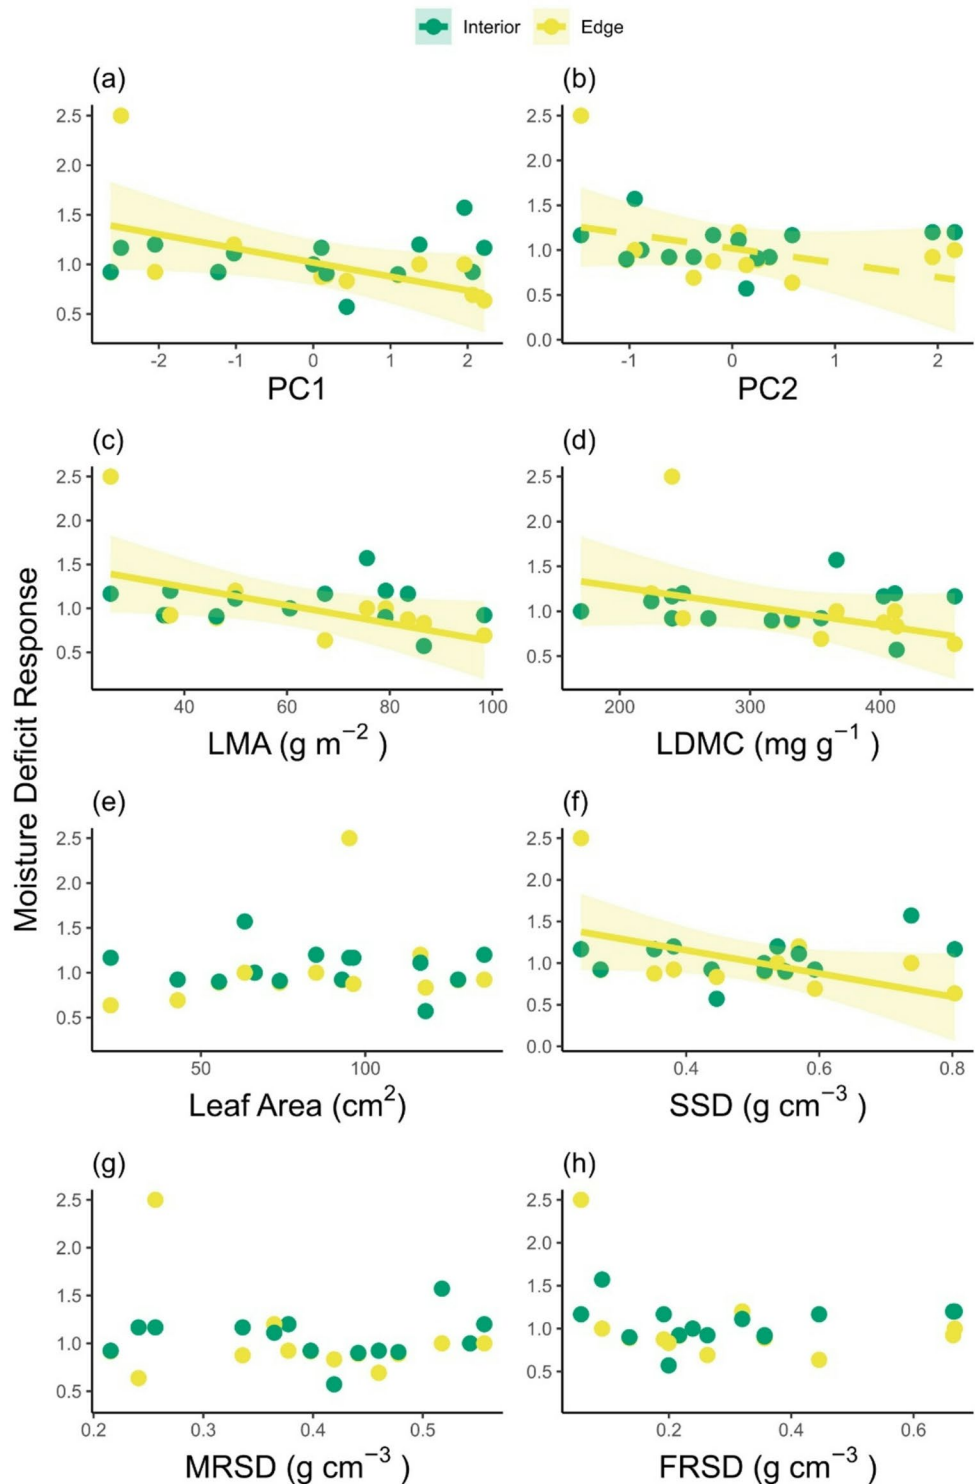 Interior Edge
(a) (b)
2.5 2.5
2.0 2.0
1.5 1.5
1.0 1.0
0.5 0.5
0.0
-2 -1 0 1 2 -1 0 1 2
PC1 PC2
(c) (d)
2.5 2.5
2.0 2.0
1.5 1.5
1.0 1.0
0.5 0.5
40 60 80 100 200 300 400
LMA (g m⁻²) LDMC (mg g⁻¹)
Moisture Deficit Response
(e) (f)
2.5 2.5
2.0 2.0
1.5 1.5
1.0 1.0
0.5 0.5
0.0
50 100 0.4 0.6 0.8
Leaf Area (cm²) SSD (g cm⁻³)
(g) (h)
2.5 2.5
2.0 2.0
1.5 1.5
1.0 1.0
0.5 0.5
0.2 0.3 0.4 0.5 0.2 0.4 0.6
MRSD (g cm⁻³) FRSD (g cm⁻³)